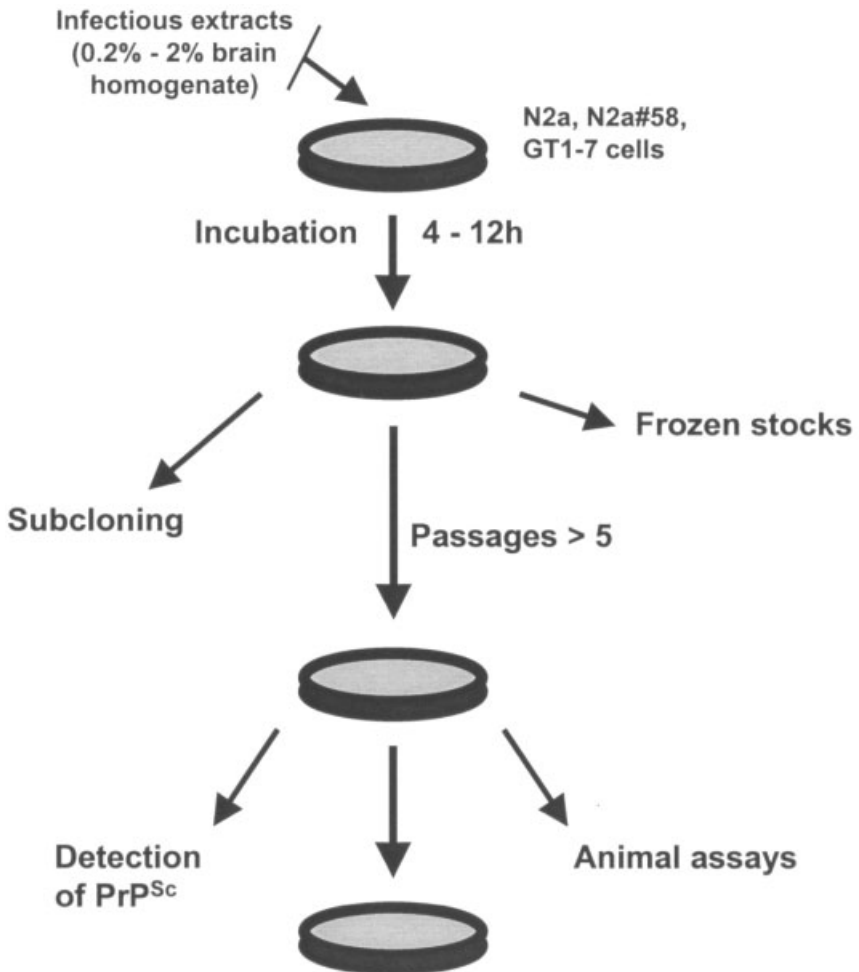 Infectious extracts
(0.2% - 2% brain
homogenate)
N2a, N2a#58,
GT1-7 cells
Incubation 4 - 12h
Frozen stocks
Subcloning
Passages > 5
Detection
of PrPSc
Animal assays